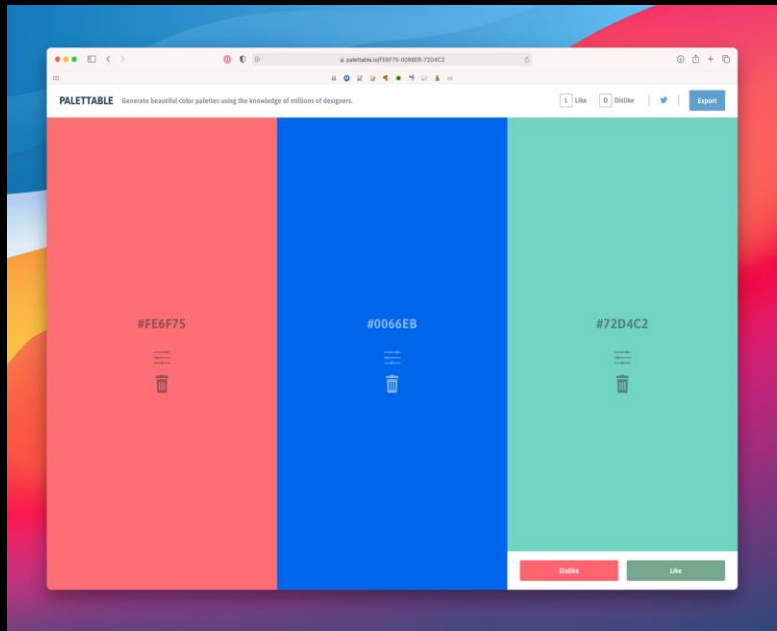 palettable.io/FE6F75-0066EB-72D4C2
PALETTABLE Generate beautiful color palettes using the knowledge of millions of designers.
L Like D Dislike Export
#FE6F75
#0066EB
#72D4C2
Dislike Like